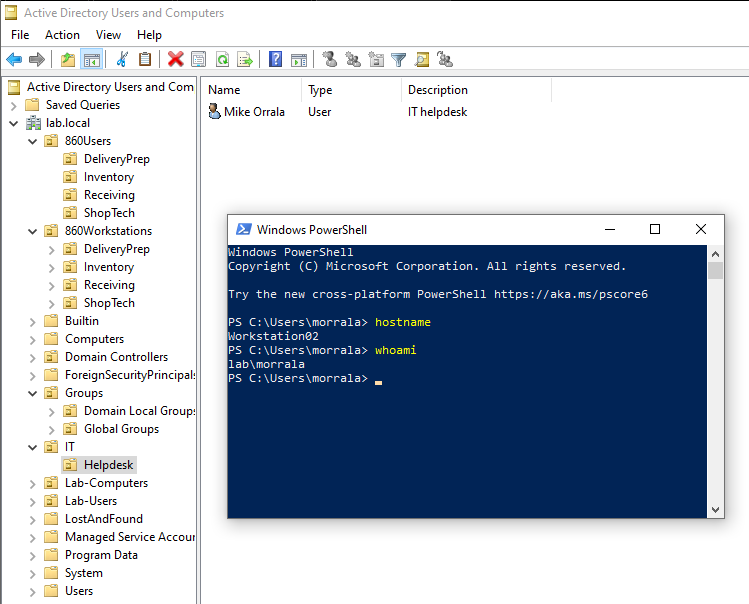 Active Directory Users and Computers
File Action View Help
Active Directory Users and Com
Saved Queries
lab.local
860Users
DeliveryPrep
Inventory
Receiving
ShopTech
860Workstations
DeliveryPrep
Inventory
Receiving
ShopTech
Builtin
Computers
Domain Controllers
ForeignSecurityPrincipals
Groups
Domain Local Groups
Global Groups
IT
Helpdesk
Lab-Computers
Lab-Users
LostAndFound
Managed Service Accoun
Program Data
System
Users
Name Type Description
Mike Orrala User IT helpdesk
Windows PowerShell
Windows PowerShell
Copyright (C) Microsoft Corporation. All rights reserved.
Try the new cross-platform PowerShell https://aka.ms/pscore6
PS C:\Users\morrala> hostname
Workstation02
PS C:\Users\morrala> whoami
lab\morrala
PS C:\Users\morrala>